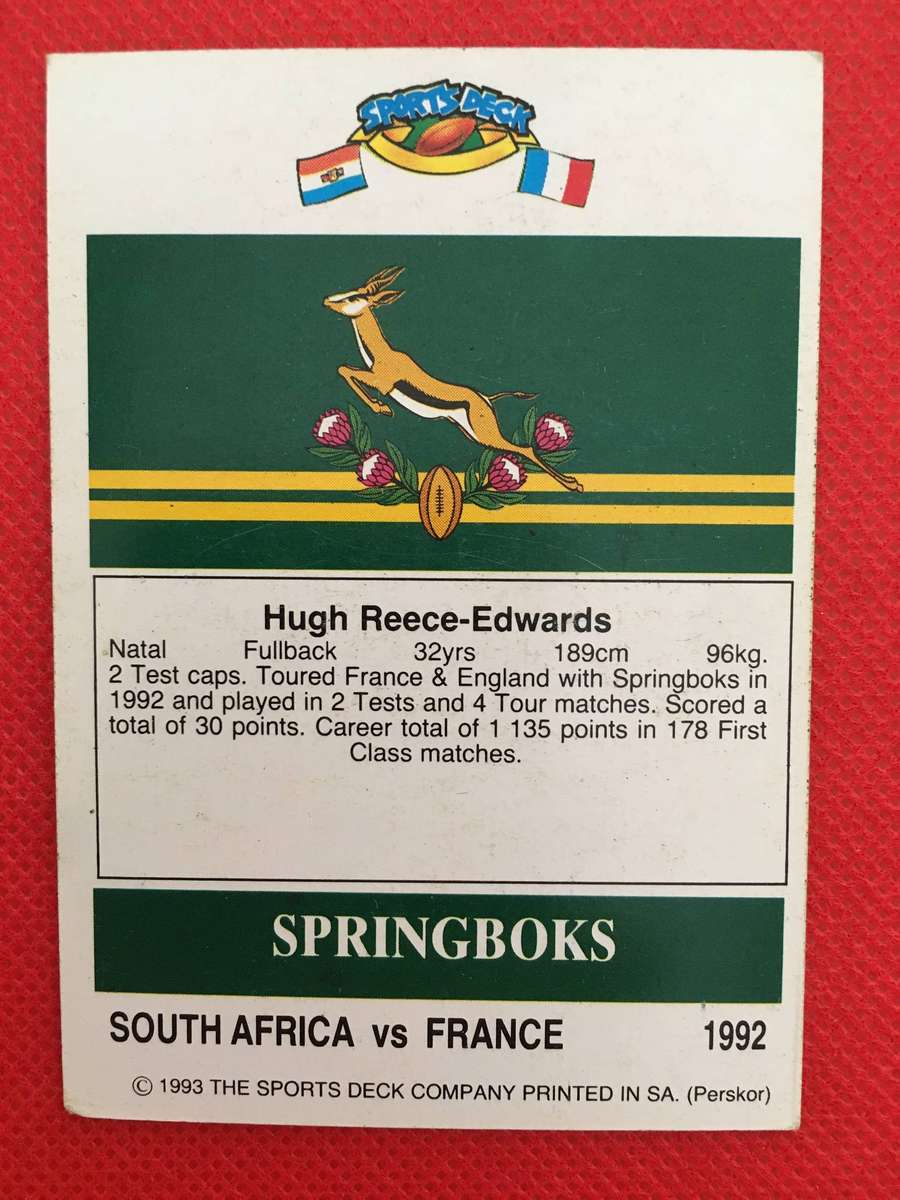 SPORTS DECK
Hugh Reece-Edwards
Natal Fullback 32yrs 189cm 96kg.
2 Test caps. Toured France & England with Springboks in
1992 and played in 2 Tests and 4 Tour matches. Scored a
total of 30 points. Career total of 1 135 points in 178 First
Class matches.
SPRINGBOKS
SOUTH AFRICA vs FRANCE 1992
© 1993 THE SPORTS DECK COMPANY PRINTED IN SA. (Perskor)